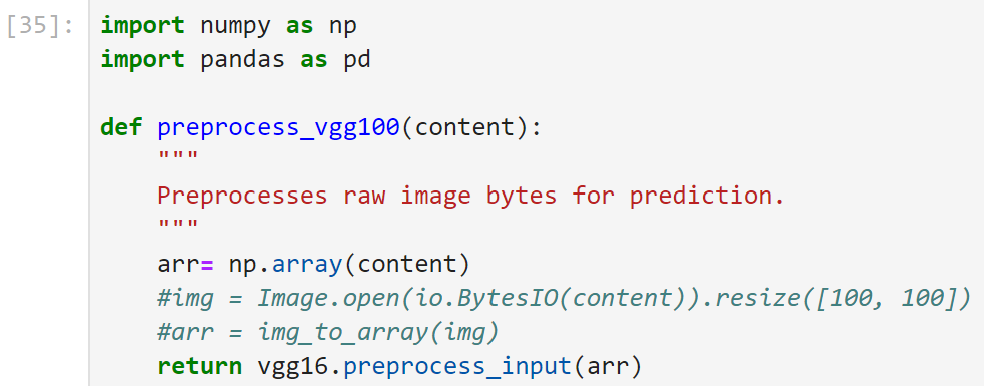 [35]: import numpy as np
import pandas as pd
def preprocess_vgg100(content):
"""
Preprocesses raw image bytes for prediction.
"""
arr= np.array(content)
#img = Image.open(io.BytesIO(content)).resize([100, 100])
#arr = img_to_array(img)
return vgg16.preprocess_input(arr)